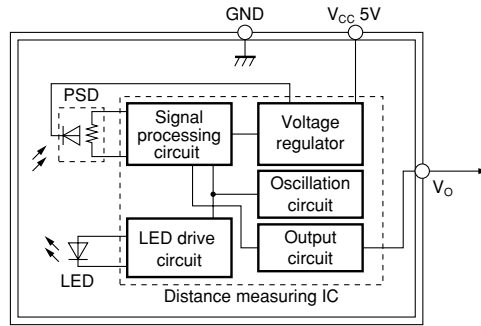 GND
VCC 5V
PSD
Signal
processing
circuit
Voltage
regulator
Oscillation
circuit
VO
LED drive
circuit
Output
circuit
LED
Distance measuring IC